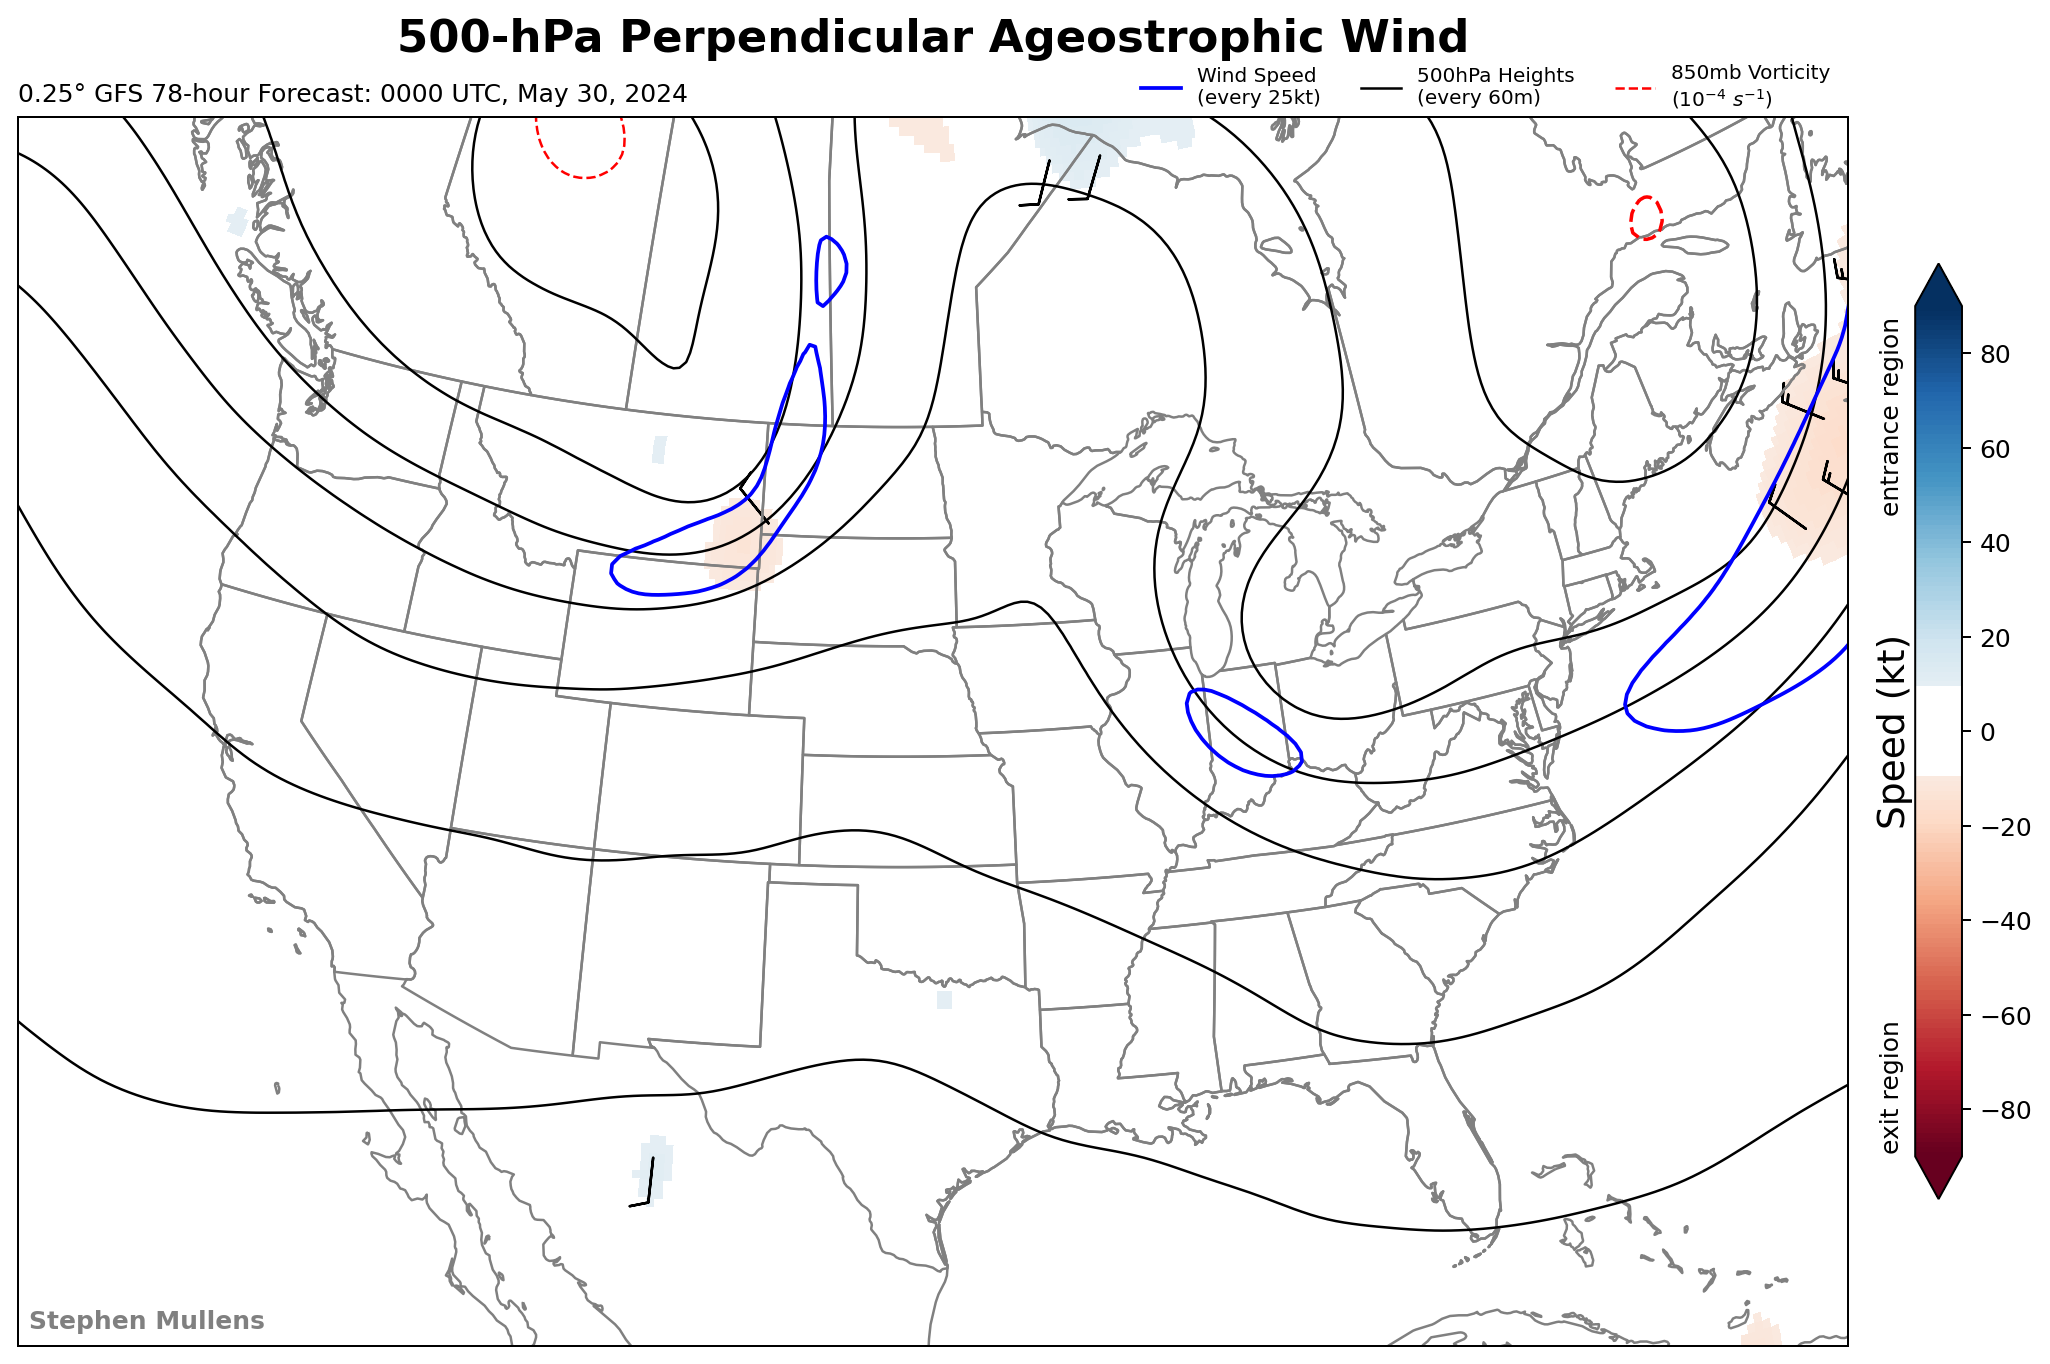 500-hPa Perpendicular Ageostrophic Wind
0.25° GFS 78-hour Forecast: 0000 UTC, May 30, 2024
Wind Speed
(every 25kt)
500hPa Heights
(every 60m)
850mb Vorticity
(10⁻⁴ s⁻¹)
entrance region
Speed (kt)
exit region
80
60
40
20
0
−20
−40
−60
−80
Stephen Mullens